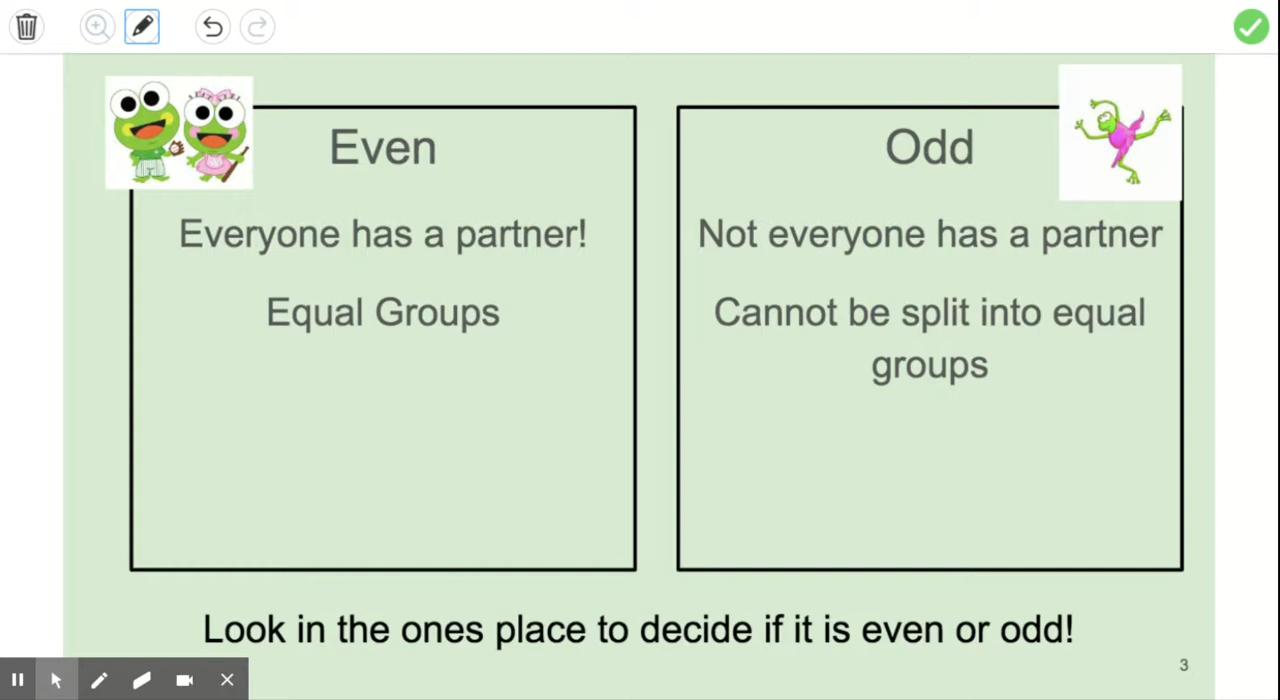 Even
Everyone has a partner!
Equal Groups
Odd
Not everyone has a partner
Cannot be split into equal
groups
Look in the ones place to decide if it is even or odd!
3